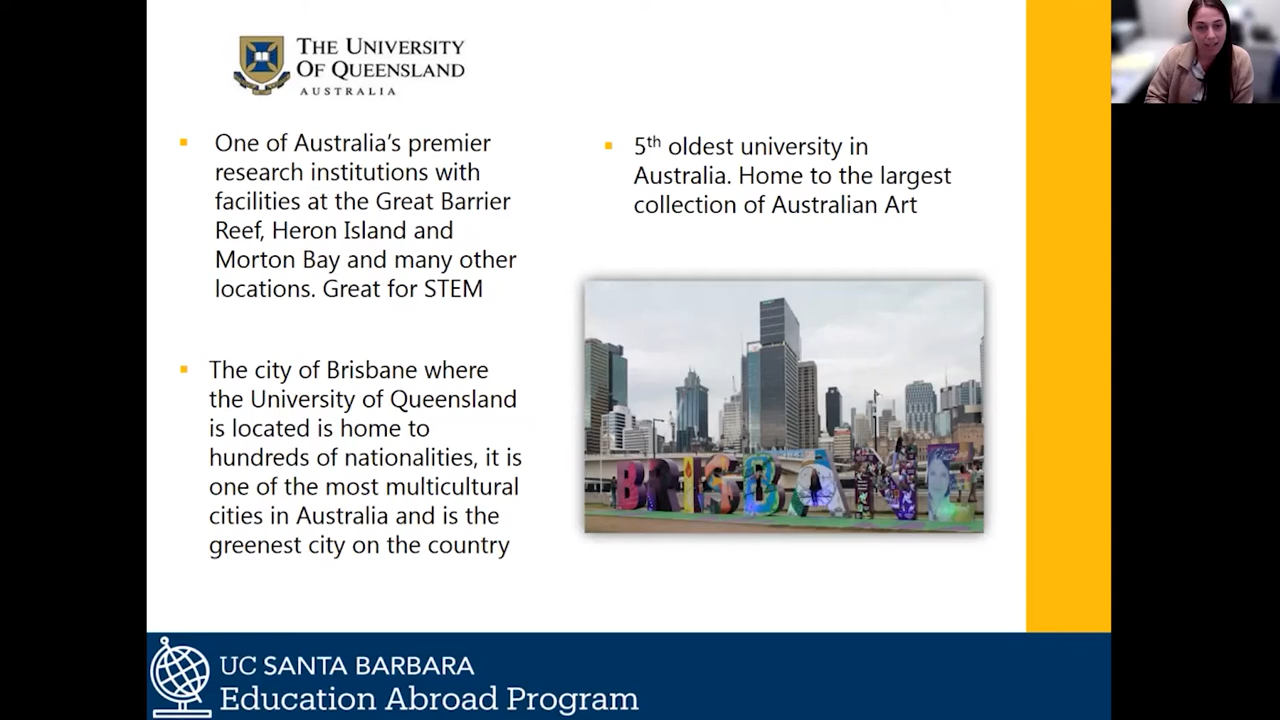 THE UNIVERSITY
OF QUEENSLAND
AUSTRALIA
One of Australia's premier
research institutions with
facilities at the Great Barrier
Reef, Heron Island and
Morton Bay and many other
locations. Great for STEM
The city of Brisbane where
the University of Queensland
is located is home to
hundreds of nationalities, it is
one of the most multicultural
cities in Australia and is the
greenest city on the country
5th oldest university in
Australia. Home to the largest
collection of Australian Art
BRISBANE
UC SANTA BARBARA
Education Abroad Program